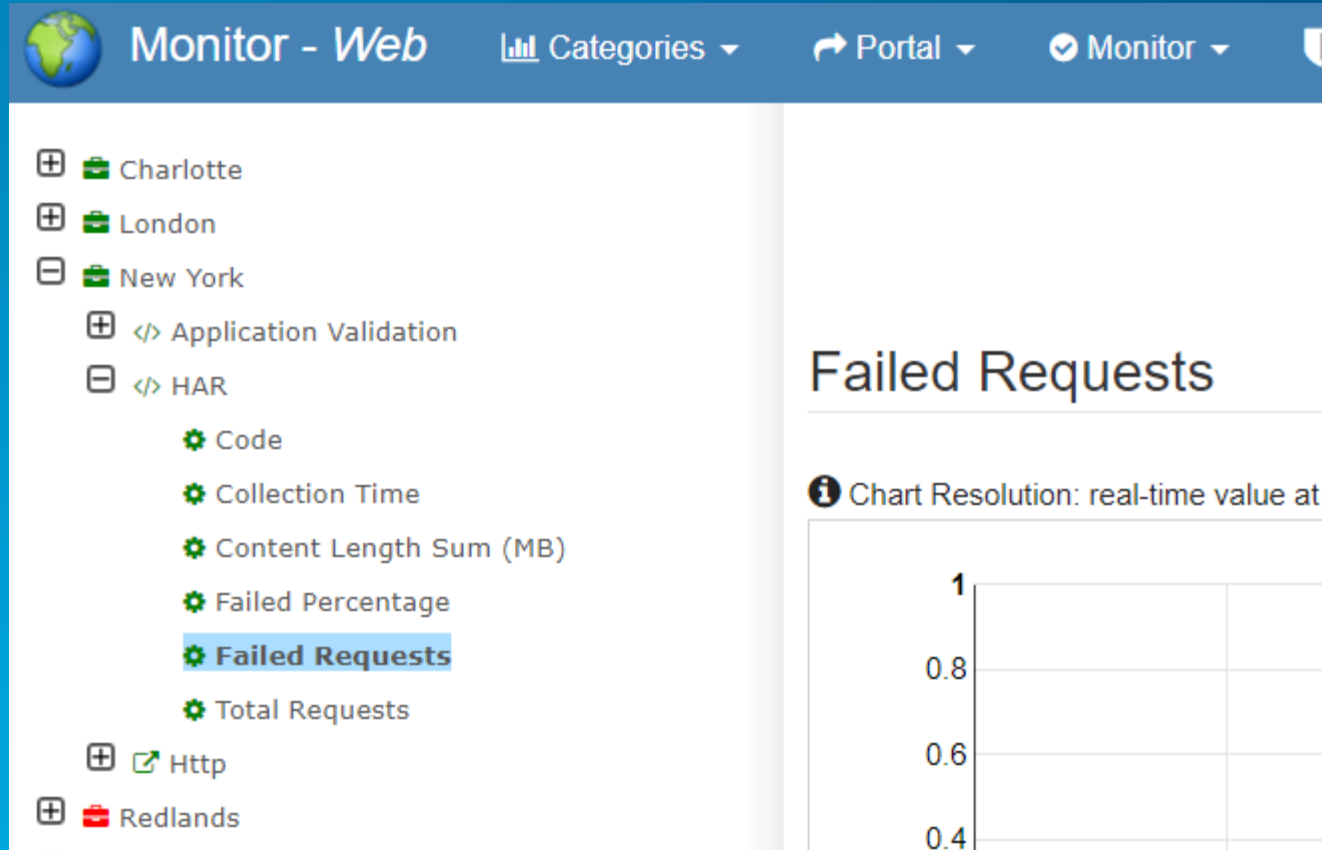 Monitor - Web Categories Portal Monitor
Charlotte
London
New York
</> Application Validation
</> HAR
Code
Collection Time
Content Length Sum (MB)
Failed Percentage
Failed Requests
Total Requests
Http
Redlands
Failed Requests
Chart Resolution: real-time value at
1
0.8
0.6
0.4